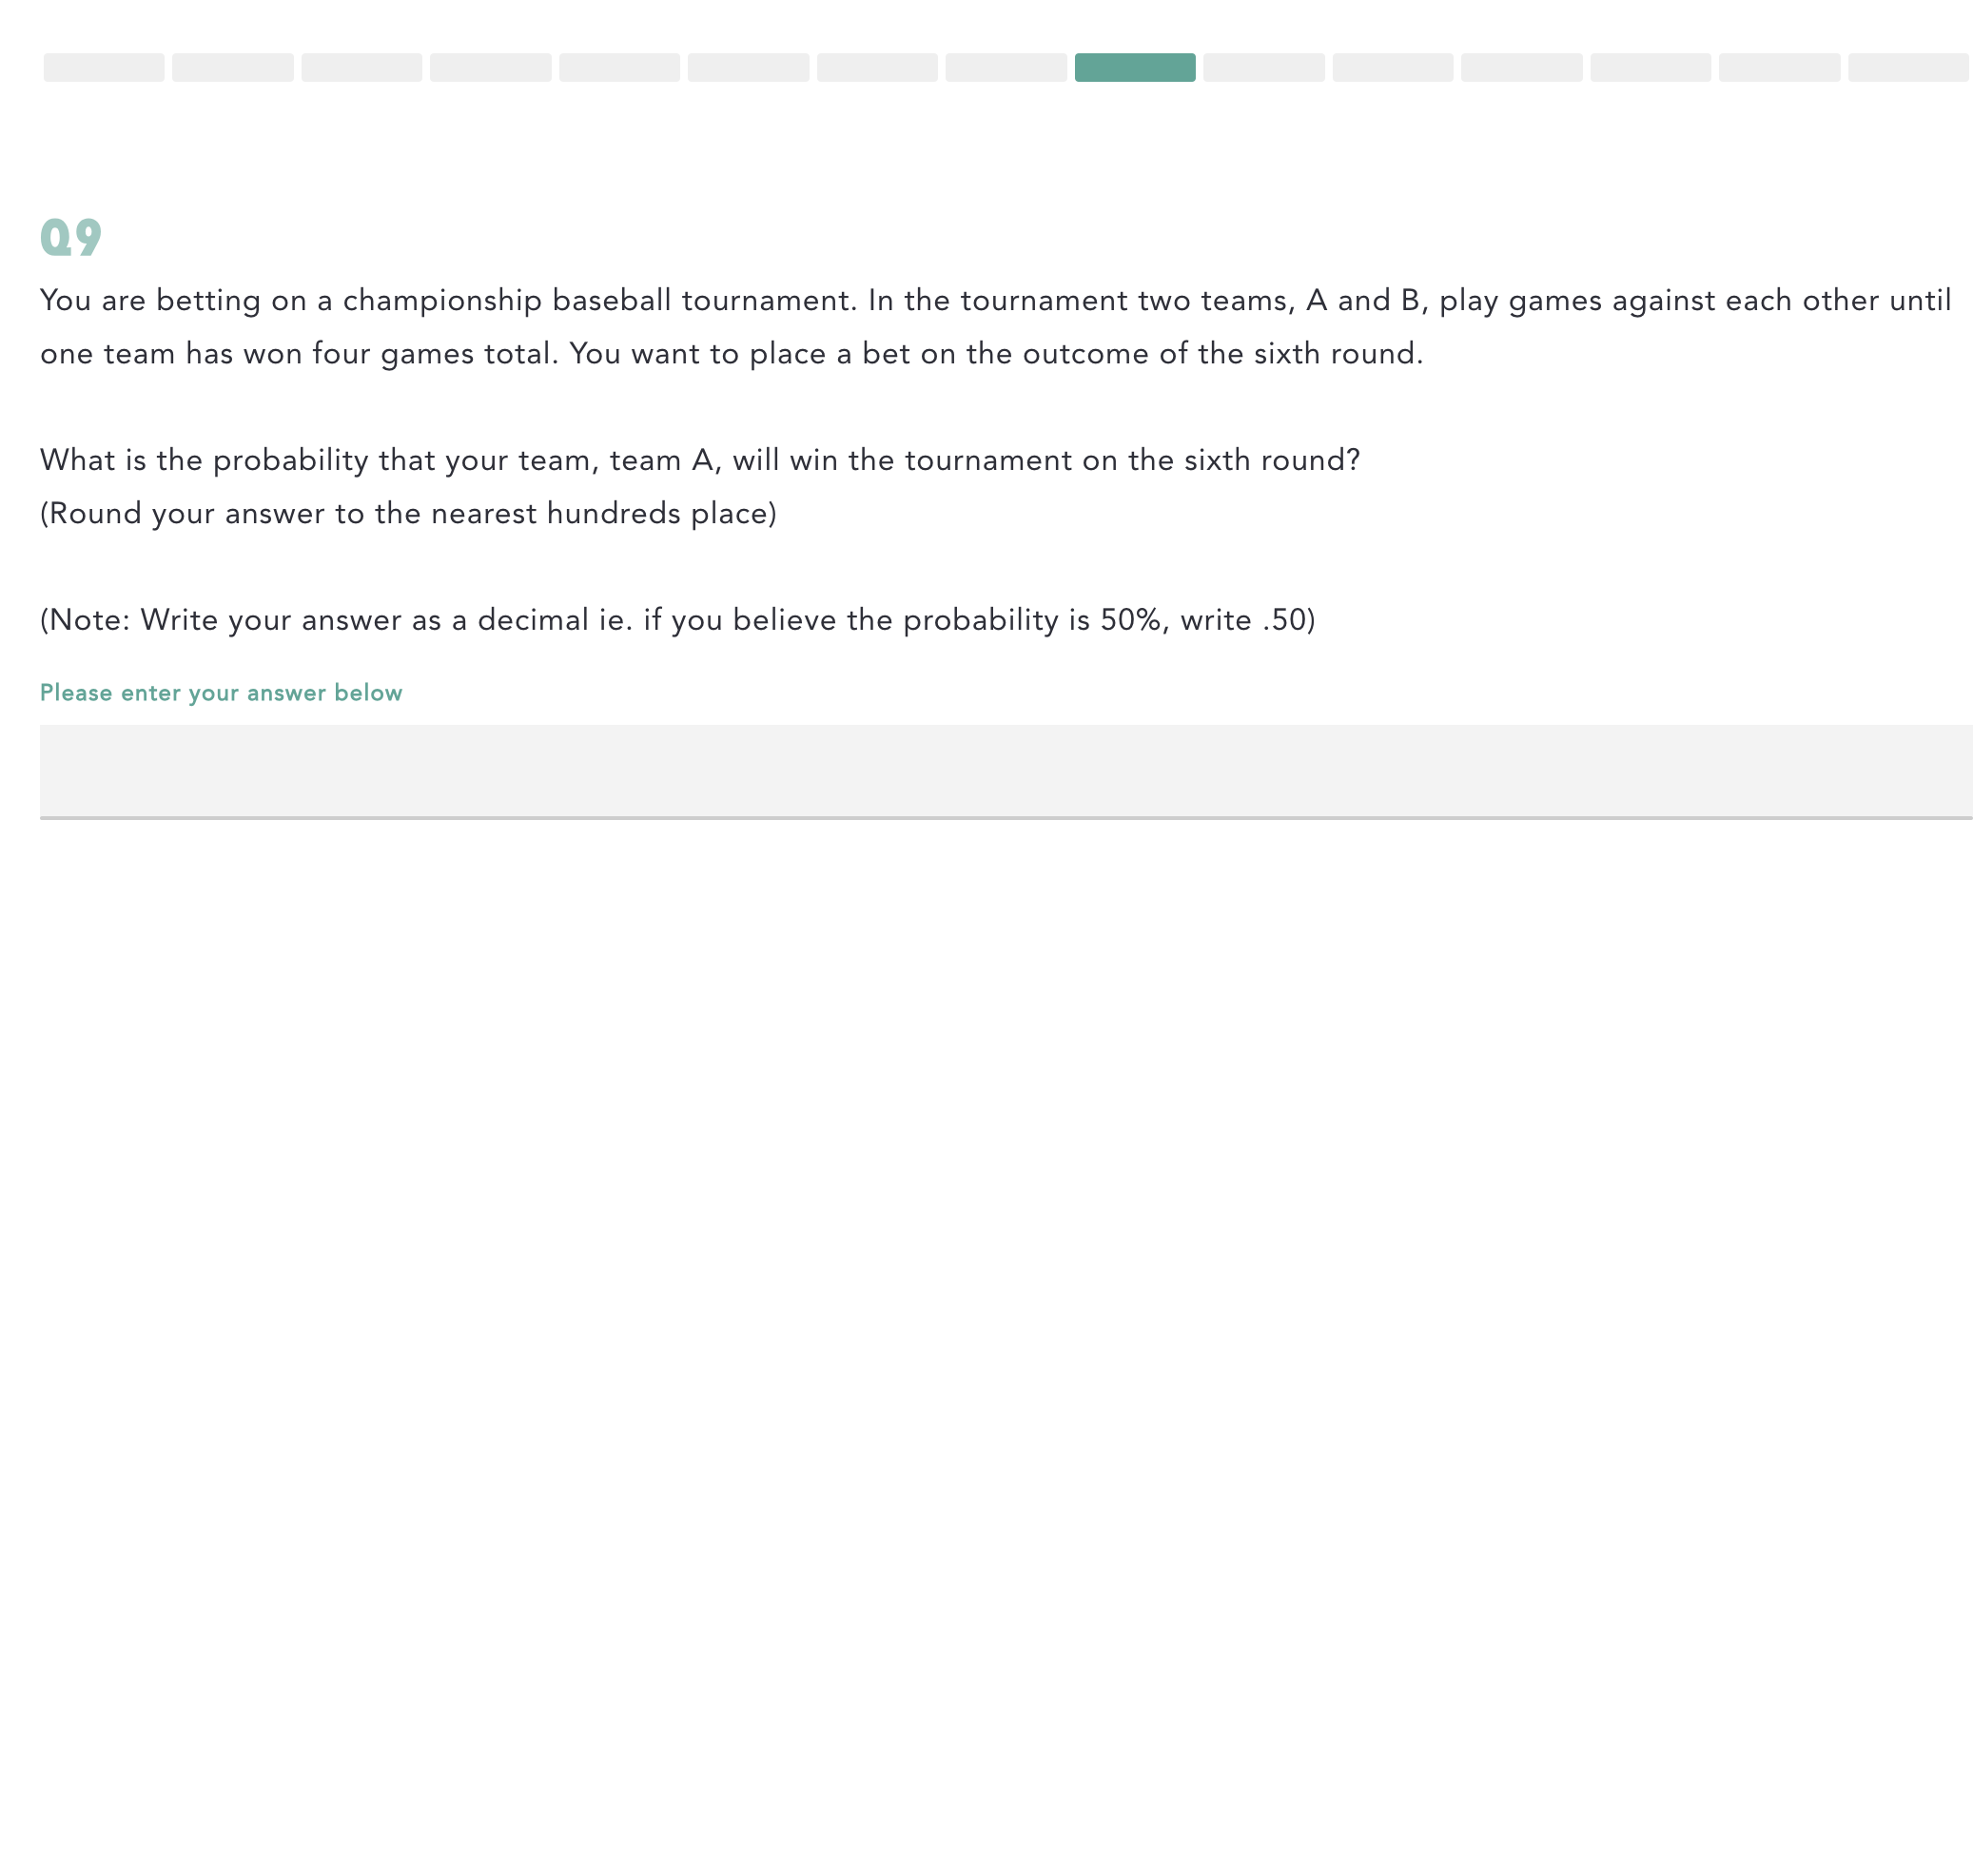 Q9
You are betting on a championship baseball tournament. In the tournament two teams, A and B, play games against each other until
one team has won four games total. You want to place a bet on the outcome of the sixth round.
What is the probability that your team, team A, will win the tournament on the sixth round?
(Round your answer to the nearest hundreds place)
(Note: Write your answer as a decimal ie. if you believe the probability is 50%, write .50)
Please enter your answer below